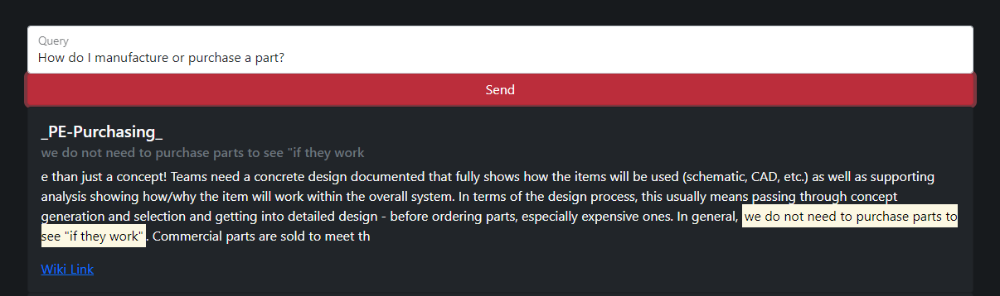 Query
How do I manufacture or purchase a part?
Send
_PE-Purchasing_
we do not need to purchase parts to see "if they work
e than just a concept! Teams need a concrete design documented that fully shows how the items will be used (schematic, CAD, etc.) as well as supporting
analysis showing how/why the item will work within the overall system. In terms of the design process, this usually means passing through concept
generation and selection and getting into detailed design - before ordering parts, especially expensive ones. In general, we do not need to purchase parts to
see "if they work". Commercial parts are sold to meet th
Wiki Link